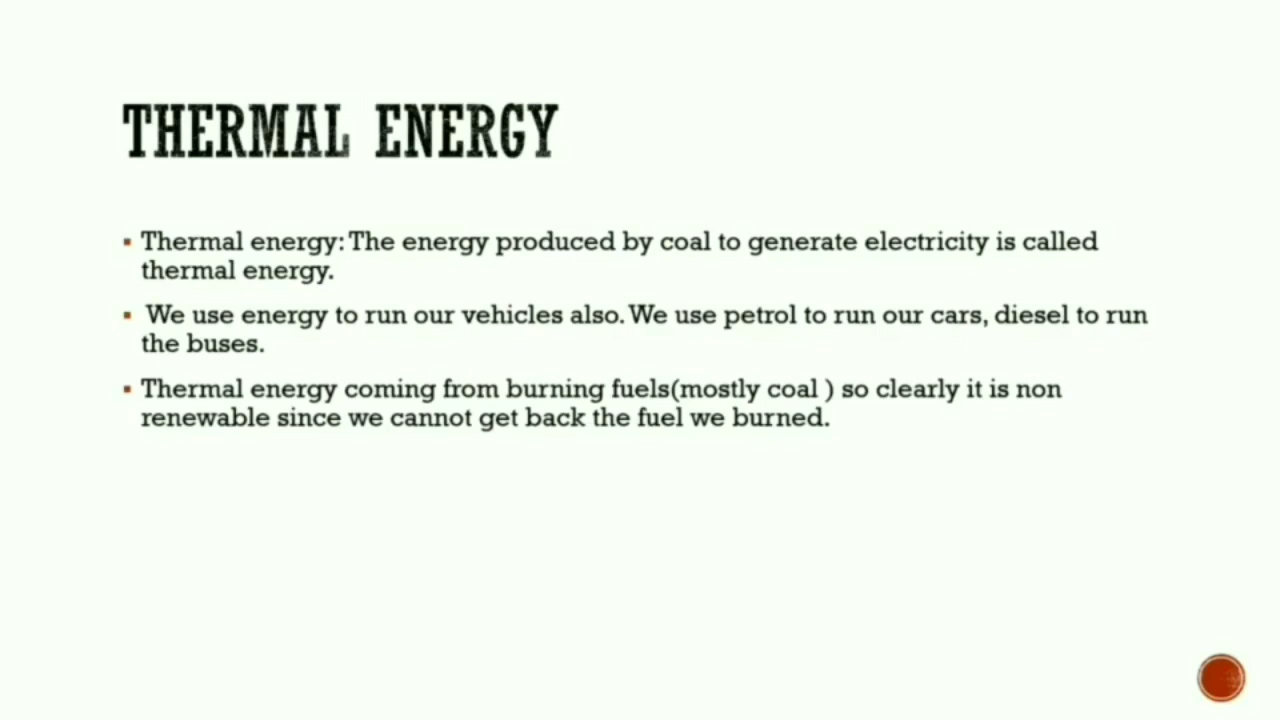 THERMAL ENERGY
▪ Thermal energy: The energy produced by coal to generate electricity is called
thermal energy.
▪ We use energy to run our vehicles also. We use petrol to run our cars, diesel to run
the buses.
▪ Thermal energy coming from burning fuels(mostly coal ) so clearly it is non
renewable since we cannot get back the fuel we burned.